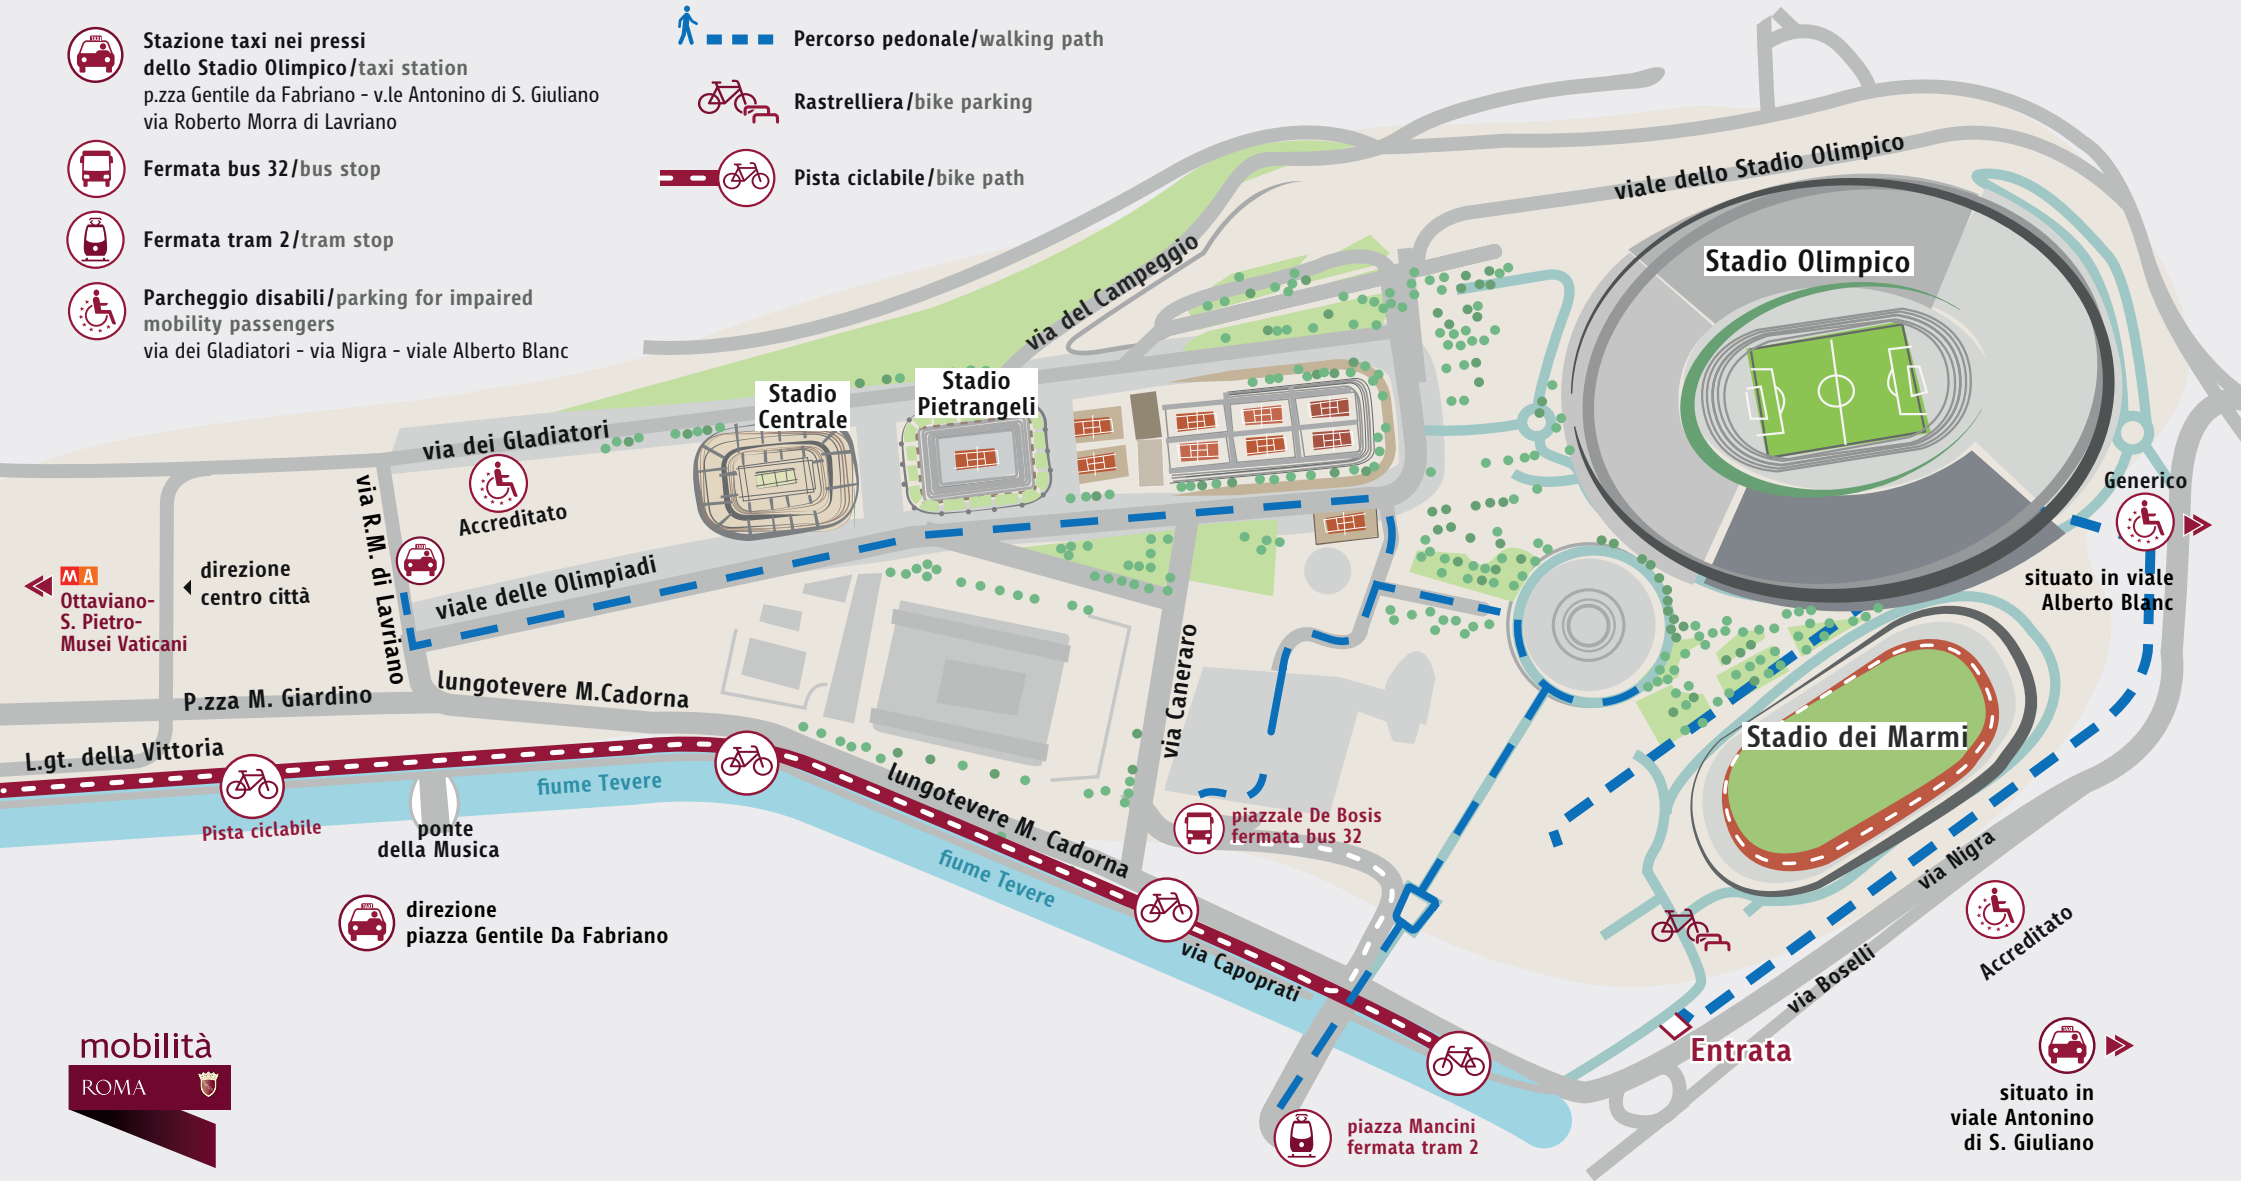 Stazione taxi nei pressi
dello Stadio Olimpico/taxi station
p.zza Gentile da Fabriano - v.le Antonino di S. Giuliano
via Roberto Morra di Lavriano
Fermata bus 32/bus stop
Fermata tram 2/tram stop
Parcheggio disabili/parking for impaired
mobility passengers
via dei Gladiatori - via Nigra - viale Alberto Blanc
Percorso pedonale/walking path
Rastrelliera/bike parking
Pista ciclabile/bike path
viale dello Stadio Olimpico
Stadio Olimpico
via del Campeggio
Stadio
Centrale
Stadio
Pietrangeli
via dei Gladiatori
Accreditato
via R.M. di Lavriano
viale delle Olimpiadi
M A
Ottaviano-
S. Pietro-
Musei Vaticani
direzione
centro città
Generico
situato in viale
Alberto Blanc
P.zza M. Giardino
lungotevere M.Cadorna
via Caneraro
Stadio dei Marmi
L.gt. della Vittoria
fiume Tevere
Pista ciclabile
ponte
della Musica
lungotevere M. Cadorna
fiume Tevere
piazzale De Bosis
fermata bus 32
via Nigra
Accreditato
via Boselli
via Capoprati
TAXI
direzione
piazza Gentile Da Fabriano
Entrata
mobilità
ROMA
piazza Mancini
fermata tram 2
situato in
viale Antonino
di S. Giuliano